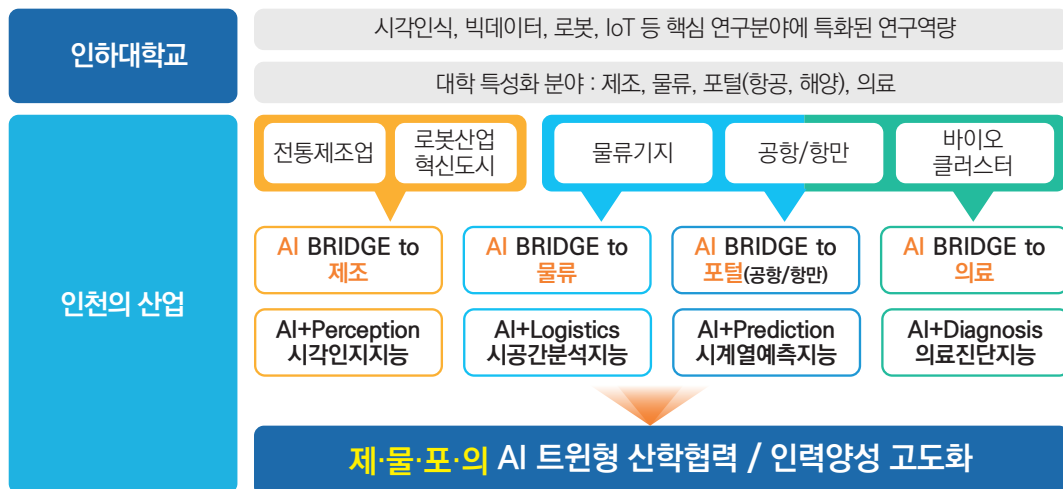 인하대학교
시각인식, 빅데이터, 로봇, IoT 등 핵심 연구분야에 특화된 연구역량
대학 특성화 분야 : 제조, 물류, 포털(항공, 해양), 의료
인천의 산업
전통제조업
로봇산업
혁신도시
물류기지
공항/항만
바이오
클러스터
AI BRIDGE to
제조
AI BRIDGE to
물류
AI BRIDGE to
포털(공항/항만)
AI BRIDGE to
의료
AI+Perception
시각인지지능
AI+Logistics
시공간분석지능
AI+Prediction
시계열예측지능
AI+Diagnosis
의료진단지능
제·물·포·의 AI 트윈형 산학협력 / 인력양성 고도화